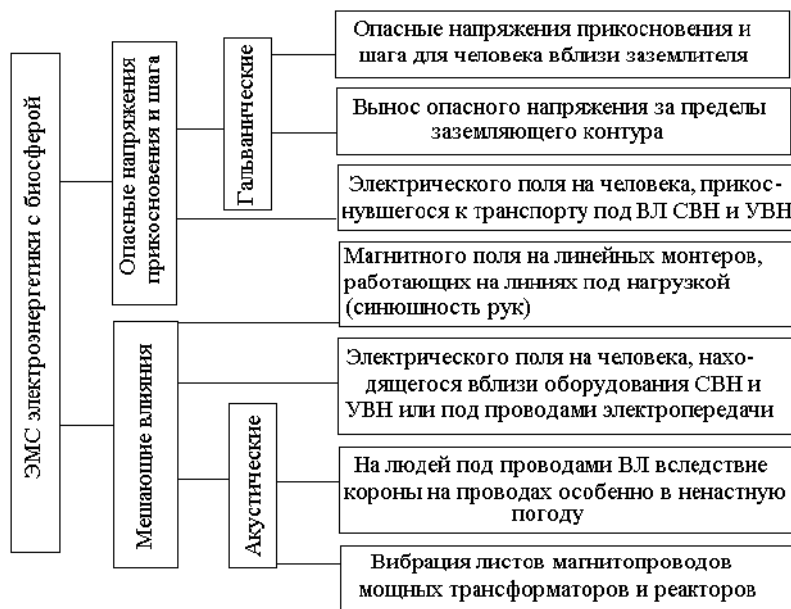 ЭМС электроэнергетики с биосферой
Опасные напряжения
прикосновения и шага
Гальванические
Опасные напряжения прикосновения и
шага для человека вблизи заземлителя
Вынос опасного напряжения за пределы
заземляющего контура
Электрического поля на человека, прикос-
нувшегося к транспорту под ВЛ СВН и УВН
Мешающие влияния
Магнитного поля на линейных монтеров,
работающих на линиях под нагрузкой
(синюшность рук)
Электрического поля на человека, нахо-
дящегося вблизи оборудования СВН и
УВН или под проводами электропередачи
Акустические
На людей под проводами ВЛ вследствие
короны на проводах особенно в ненастную
погоду
Вибрация листов магнитопроводов
мощных трансформаторов и реакторов